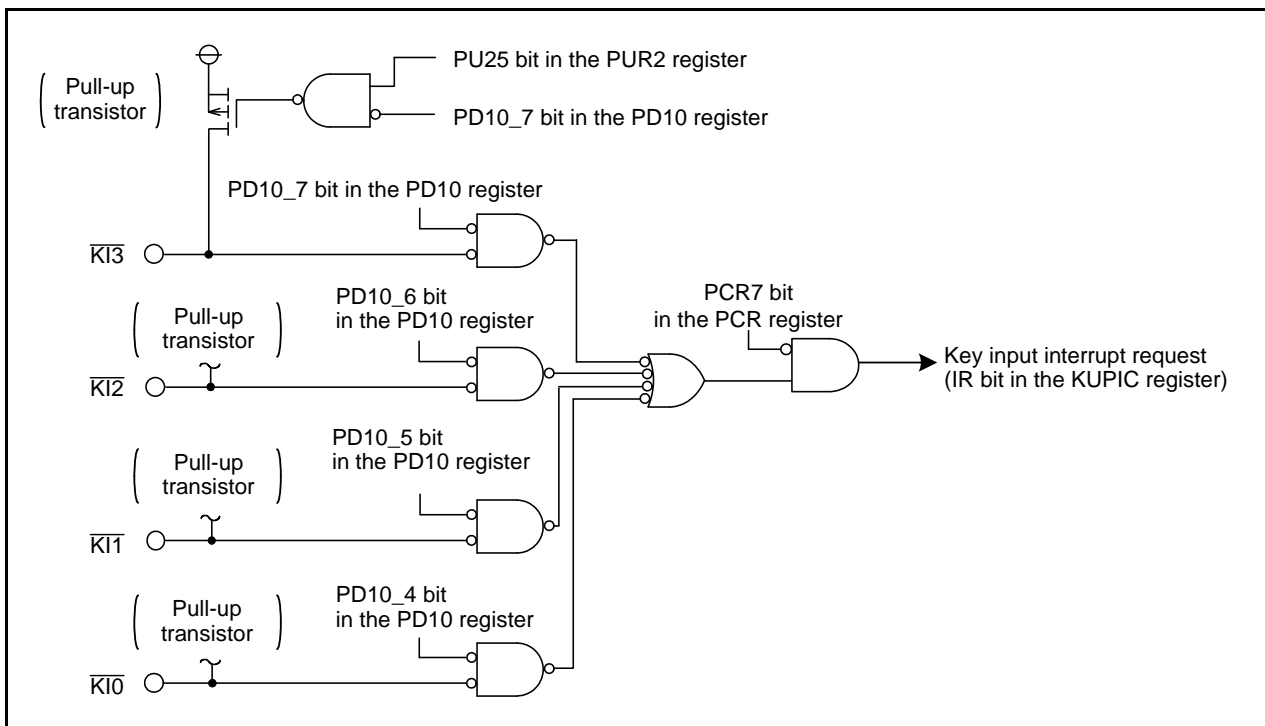 PU25 bit in the PUR2 register
Pull-up
transistor
PD10_7 bit in the PD10 register
PD10_7 bit in the PD10 register
KI3
PD10_6 bit
in the PD10 register
PCR7 bit
in the PCR register
Pull-up
transistor
Key input interrupt request
(IR bit in the KUPIC register)
KI2
PD10_5 bit
in the PD10 register
Pull-up
transistor
KI1
PD10_4 bit
in the PD10 register
Pull-up
transistor
KI0